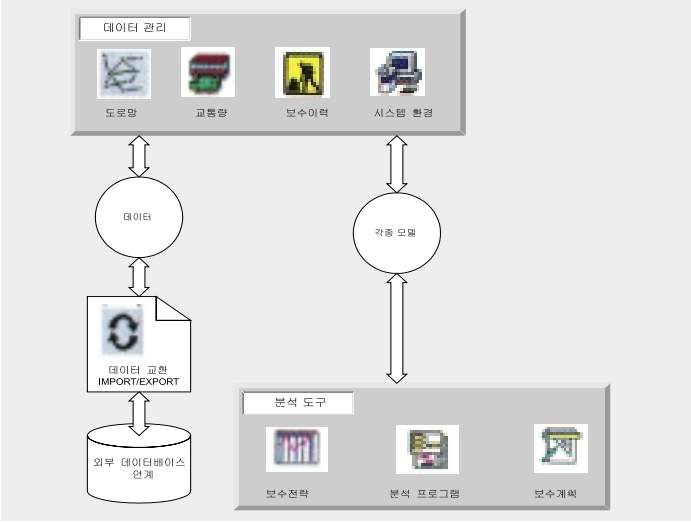 데이터 관리
도로망
교통량
보수이력
시스템 환경
데이터
각종 모델
데이터 교환
IMPORT/EXPORT
외부 데이터베이스
연계
분석 도구
보수전략
분석 프로그램
보수계획